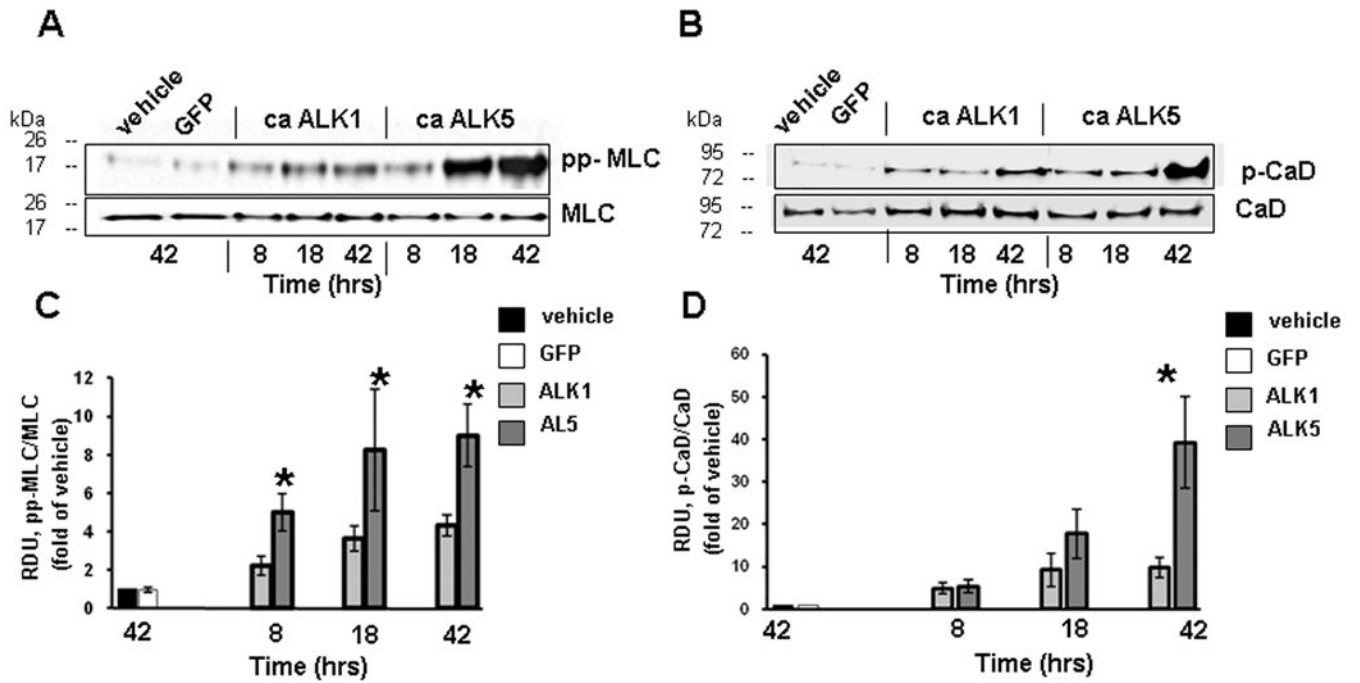 A
vehicle
GFP
ca ALK1
ca ALK5
kDa
26 --
17 --
pp-MLC
26 --
17 --
MLC
42 8 18 42 8 18 42
Time (hrs)
B
vehicle
GFP
ca ALK1
ca ALK5
kDa
95 --
72 --
p-CaD
95 --
72 --
CaD
42 8 18 42 8 18 42
Time (hrs)
C
vehicle
GFP
ALK1
AL5
RDU, pp-MLC/MLC
(fold of vehicle)
12
10
8
6
4
2
0
* * *
42 8 18 42
Time (hrs)
D
vehicle
GFP
ALK1
ALK5
RDU, p-CaD/CaD
(fold of vehicle)
60
50
40
30
20
10
0
*
42 8 18 42
Time (hrs)